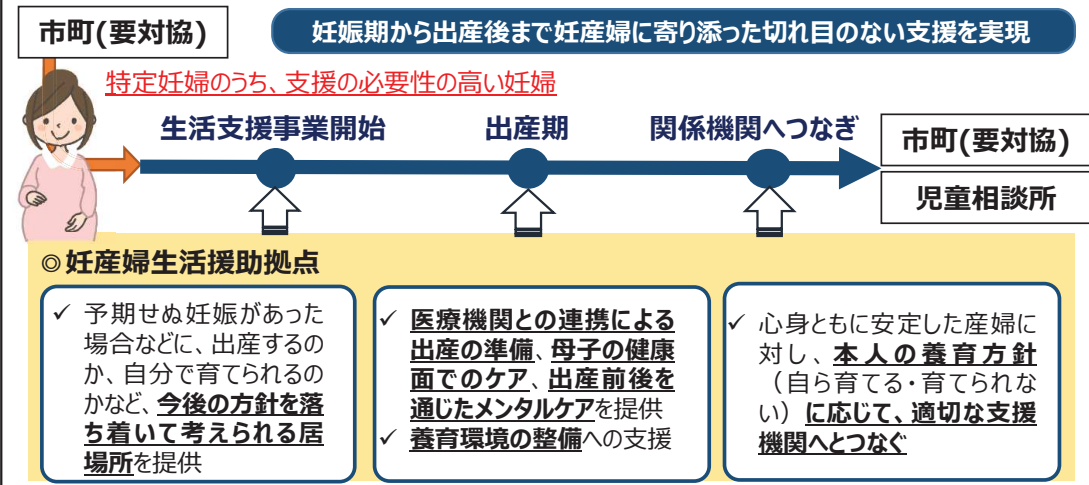 市町(要対協)
妊娠期から出産後まで妊産婦に寄り添った切れ目のない支援を実現
特定妊婦のうち、支援の必要性の高い妊婦
生活支援事業開始
出産期
関係機関へつなぎ
市町(要対協)
児童相談所
◎妊産婦生活援助拠点
✓ 予期せぬ妊娠があった
場合などに、出産するの
か、自分で育てられるの
かなど、今後の方針を落
ち着いて考えられる居
場所を提供
✓ 医療機関との連携による
出産の準備、母子の健康
面でのケア、出産前後を
通じたメンタルケアを提供
✓ 養育環境の整備への支援
✓ 心身ともに安定した産婦に
対し、本人の養育方針
（自ら育てる・育てられな
い）に応じて、適切な支援
機関へとつなぐ